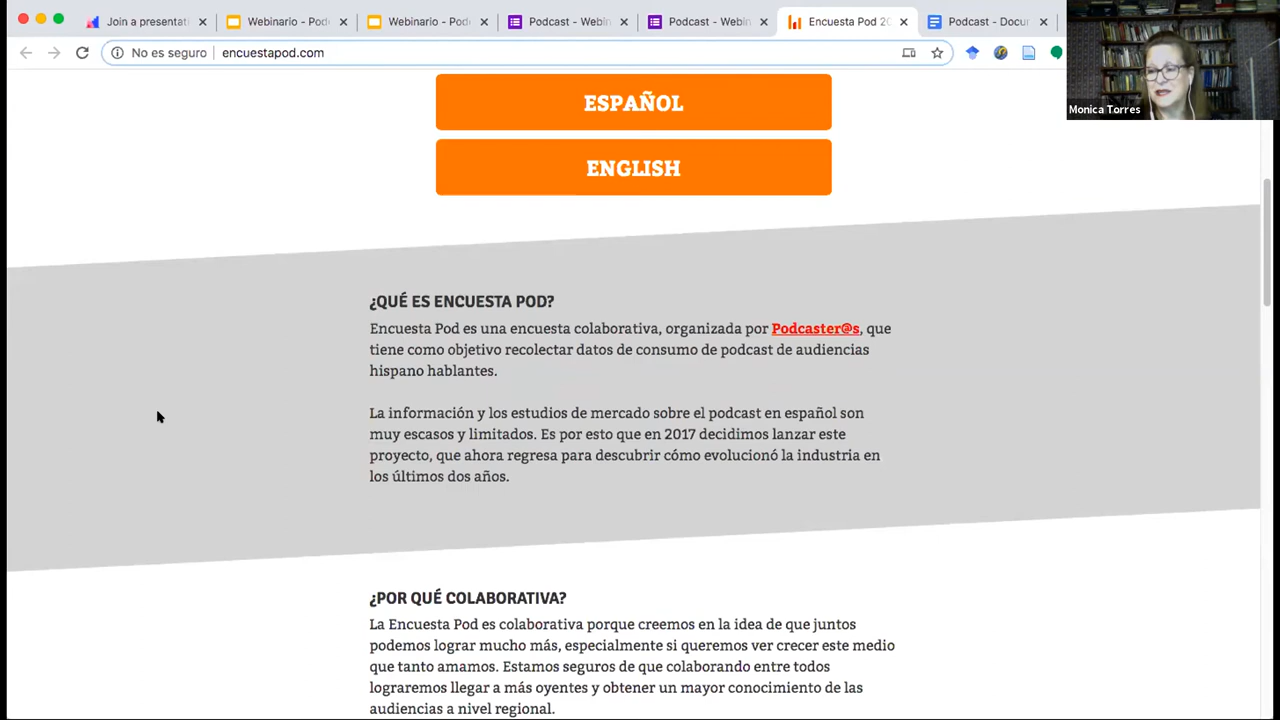 Join a presentati
Webinario - Pod
Webinario - Pod
Podcast - Webin
Podcast - Webin
Encuesta Pod 20
Podcast - Docur
No es seguro
encuestapod.com
Monica Torres
ESPAÑOL
ENGLISH
¿QUÉ ES ENCUESTA POD?
Encuesta Pod es una encuesta colaborativa, organizada por Podcaster@s, que
tiene como objetivo recolectar datos de consumo de podcast de audiencias
hispano hablantes.
La información y los estudios de mercado sobre el podcast en español son
muy escasos y limitados. Es por esto que en 2017 decidimos lanzar este
proyecto, que ahora regresa para descubrir cómo evolucionó la industria en
los últimos dos años.
¿POR QUÉ COLABORATIVA?
La Encuesta Pod es colaborativa porque creemos en la idea de que juntos
podemos lograr mucho más, especialmente si queremos ver crecer este medio
que tanto amamos. Estamos seguros de que colaborando entre todos
lograremos llegar a más oyentes y obtener un mayor conocimiento de las
audiencias a nivel regional.